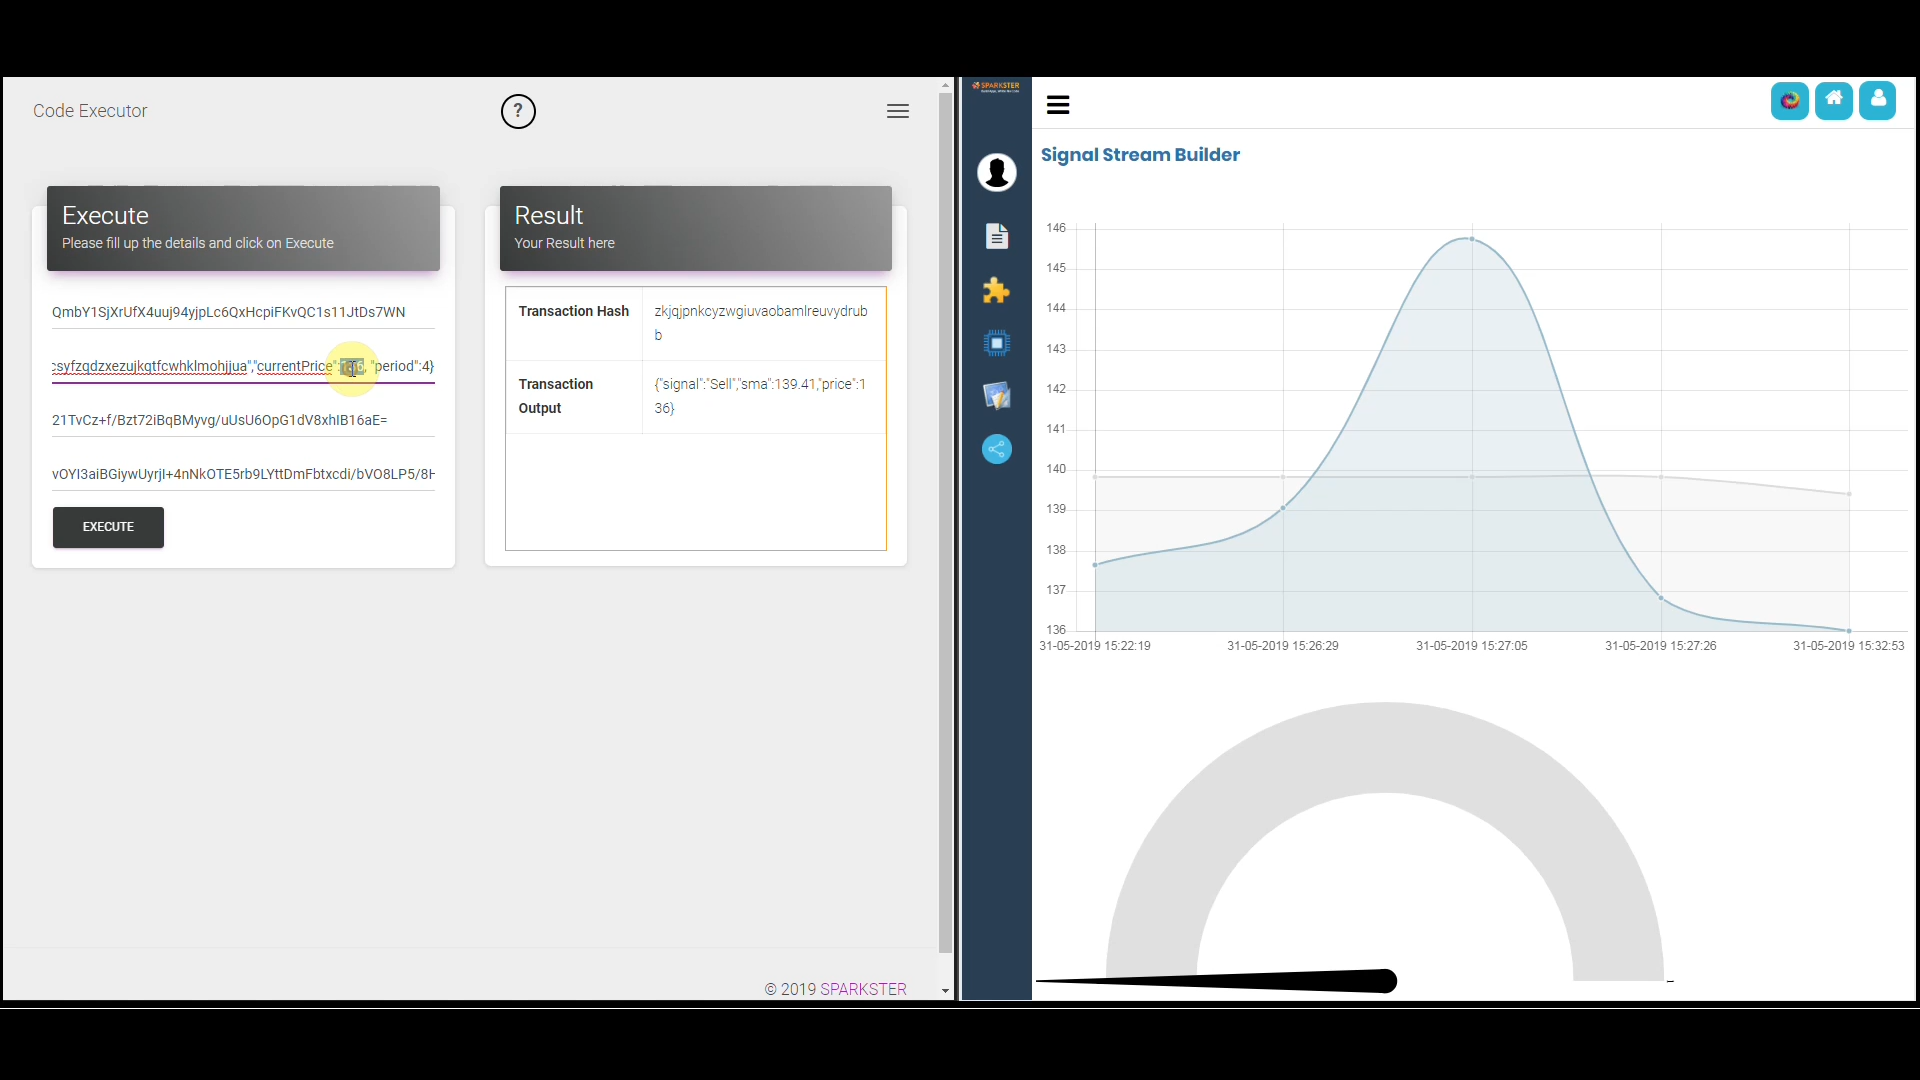 Code Executor
?
Execute
Please fill up the details and click on Execute
QmbY1SjXrUfX4uuj94yjpLc6QxHcpiFKvQC1s11JtDs7WN
csyfzqdzxezujkqtfcwhklmohjjua","currentPrice":136, "period":4}
21TvCz+f/Bzt72iBqBMyvg/uUsU6OpG1dV8xhIB16aE=
vOYI3aiBGiywUyrjI+4nNkOTE5rb9LYttDmFbtxcdi/bVO8LP5/8H
EXECUTE
Result
Your Result here
Transaction Hash
zkjqjpnkcyzwgiuvaobamlreuvydrub
b
Transaction
Output
{"signal":"Sell","sma":139.41,"price":1
36}
© 2019 SPARKSTER
SPARKSTER
Signal Stream Builder
146
145
144
143
142
141
140
139
138
137
136
31-05-2019 15:22:19
31-05-2019 15:26:29
31-05-2019 15:27:05
31-05-2019 15:27:26
31-05-2019 15:32:53